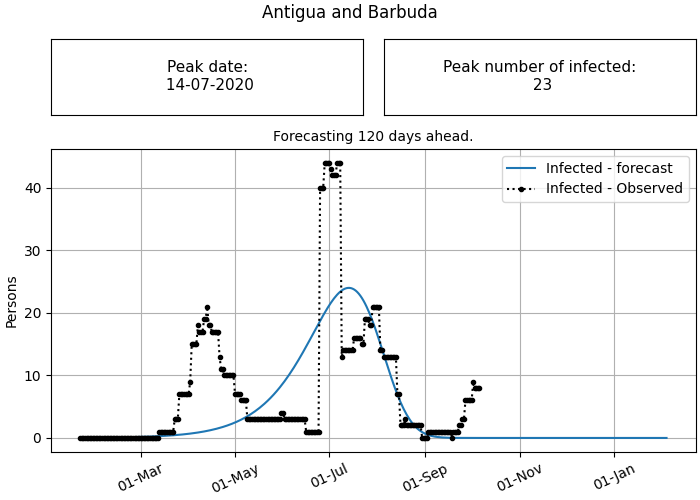 Antigua and Barbuda
Peak date:
14-07-2020
Peak number of infected:
23
Forecasting 120 days ahead.
Infected - forecast
Infected - Observed
Persons
40
30
20
10
0
01-Mar
01-May
01-Jul
01-Sep
01-Nov
01-Jan